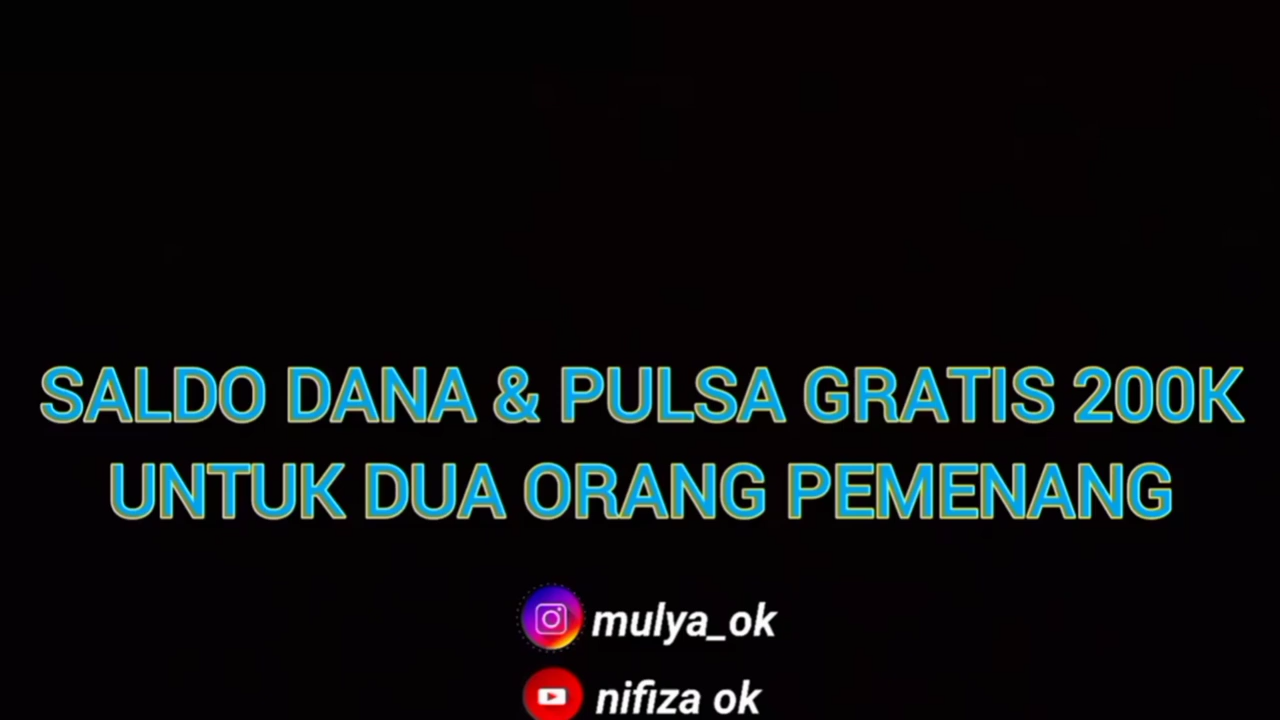 SALDO DANA & PULSA GRATIS 200K
UNTUK DUA ORANG PEMENANG
mulya_ok
nifiza ok